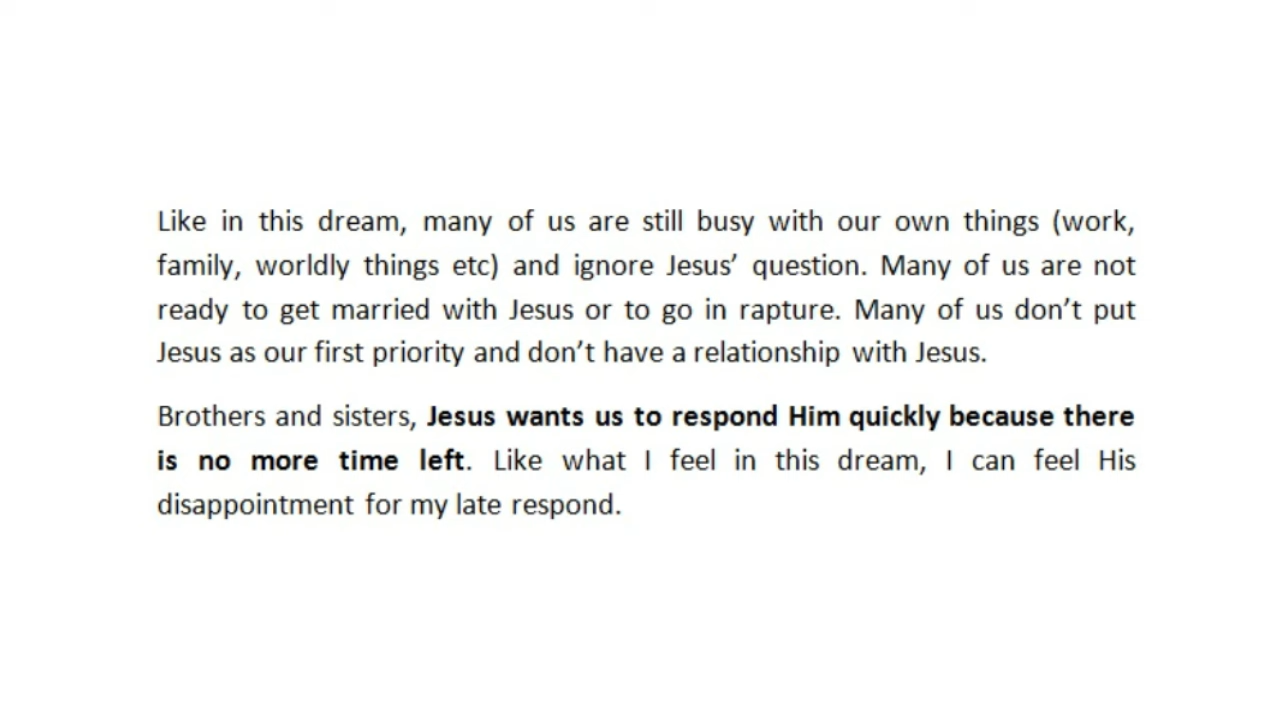 Like in this dream, many of us are still busy with our own things (work,
family, worldly things etc) and ignore Jesus’ question. Many of us are not
ready to get married with Jesus or to go in rapture. Many of us don’t put
Jesus as our first priority and don’t have a relationship with Jesus.
Brothers and sisters, Jesus wants us to respond Him quickly because there
is no more time left. Like what I feel in this dream, I can feel His
disappointment for my late respond.